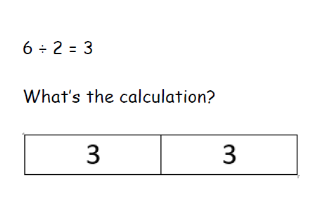 6 ÷ 2 = 3
What's the calculation?
3 3